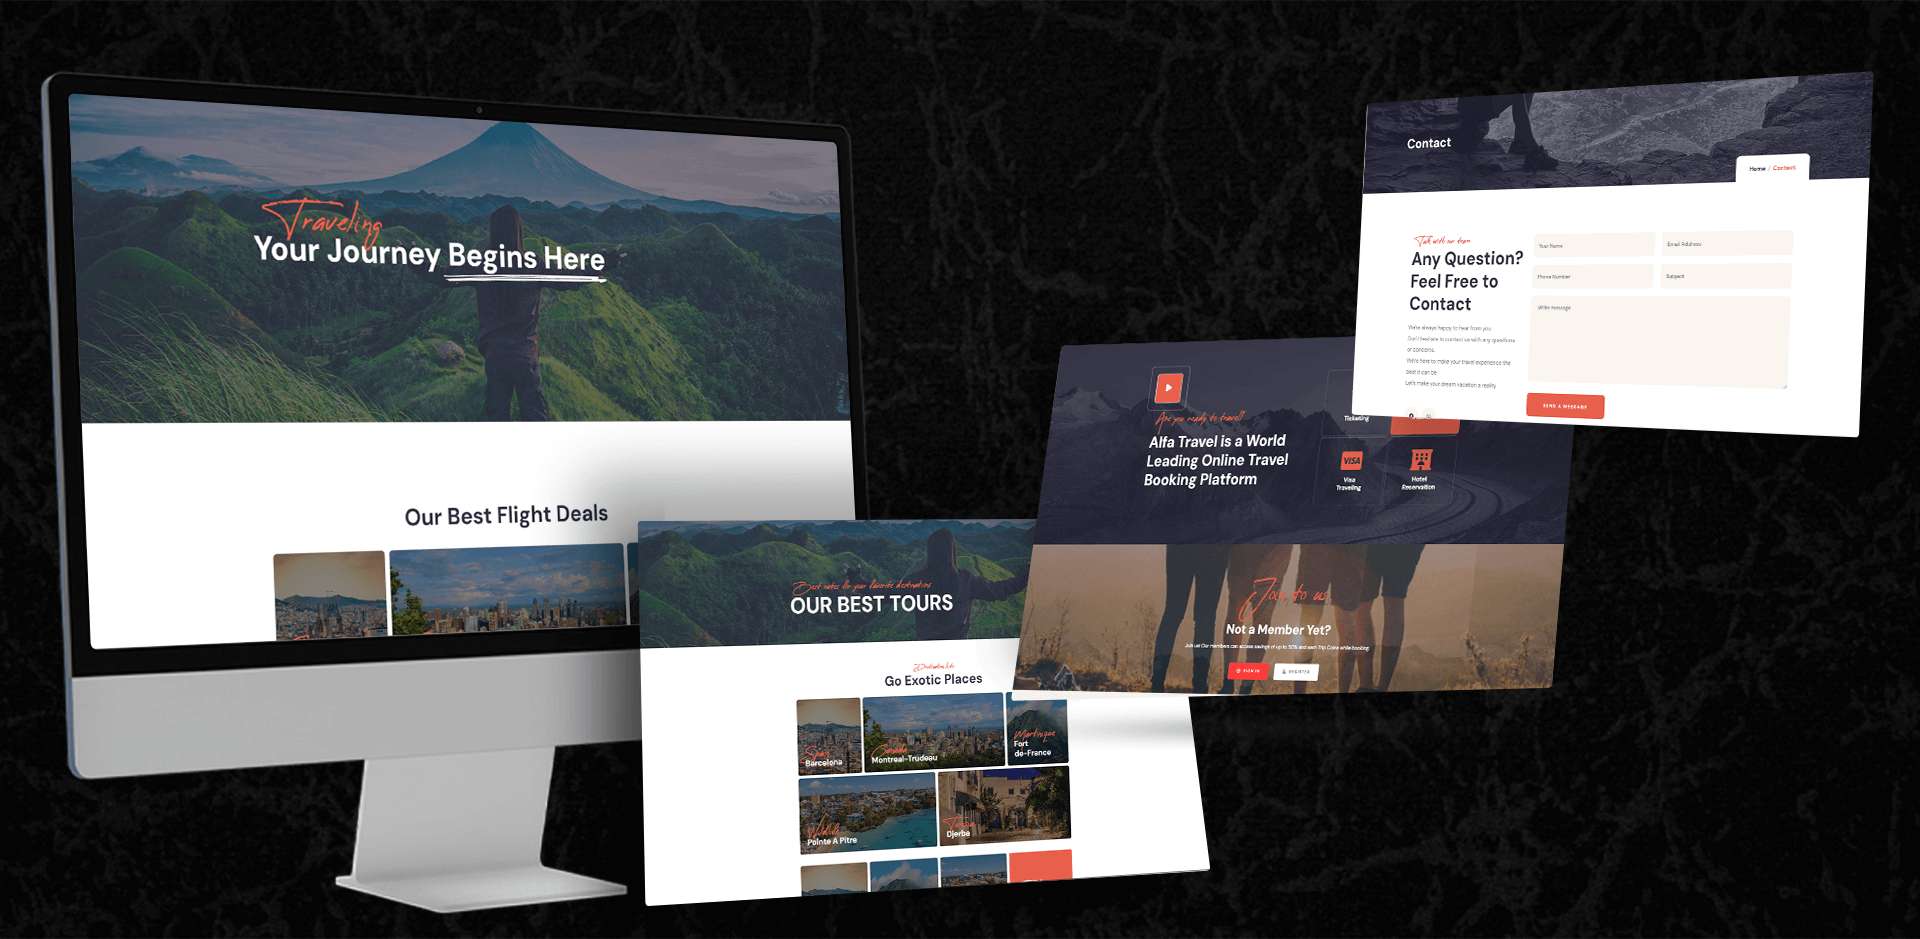 Traveling
Your Journey Begins Here
Our Best Flight Deals
Best rates for your favorite destinations
OUR BEST TOURS
Go Exotic Places
Spain
Barcelona
Canada
Montreal-Trudeau
Martinique
Fort
de-France
Pointe A Pitre
Djerba
Are you ready to travel?
Alfa Travel is a World
Leading Online Travel
Booking Platform
Ticketing
VISA
Visa
Traveling
Hotel
Reservation
Join to us
Not a Member Yet?
Join us! Our members can access savings of up to 50% and earn Trip Coins while booking
SIGN IN
REGISTER
Contact
Home / Contact
Talk with our team
Any Question?
Feel Free to
Contact
We're always happy to hear from you
Don't hesitate to contact us with any questions
or concerns.
We're here to make your travel experience the
best it can be
Let's make your dream vacation a reality
Your Name
Email Address
Phone Number
Subject
Write message
SEND A MESSAGE